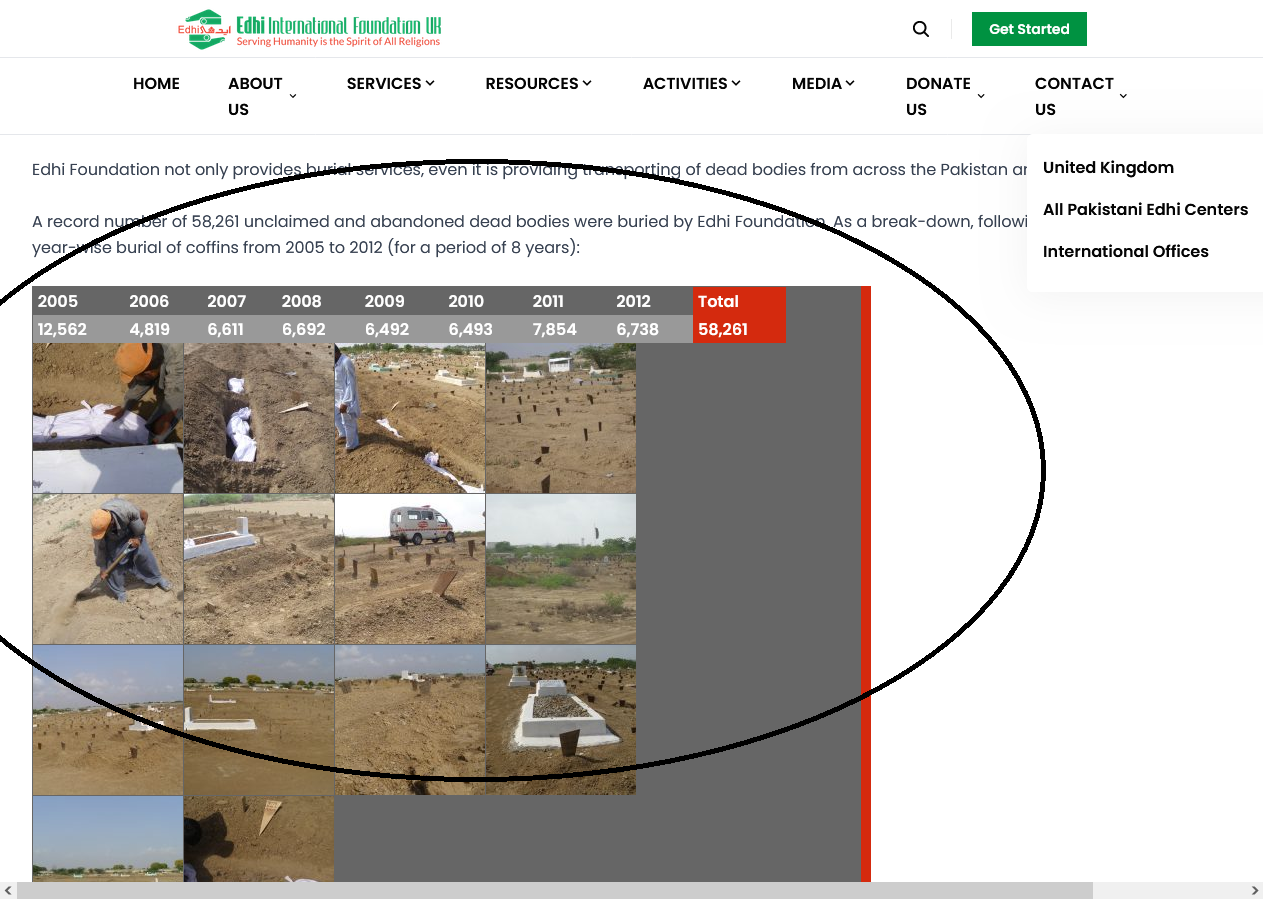 Edhi ایدھی Edhi International Foundation UK
Serving Humanity is the Spirit of All Religions
Get Started
HOME
ABOUT US
SERVICES
RESOURCES
ACTIVITIES
MEDIA
DONATE US
CONTACT US
United Kingdom
All Pakistani Edhi Centers
International Offices
Edhi Foundation not only provides burial services, even it is providing transporting of dead bodies from across the Pakistan
A record number of 58,261 unclaimed and abandoned dead bodies were buried by Edhi Foundation. As a break-down,
year-wise burial of coffins from 2005 to 2012 (for a period of 8 years):
2005 2006 2007 2008 2009 2010 2011 2012 Total
12,562 4,819 6,611 6,692 6,492 6,493 7,854 6,738 58,261